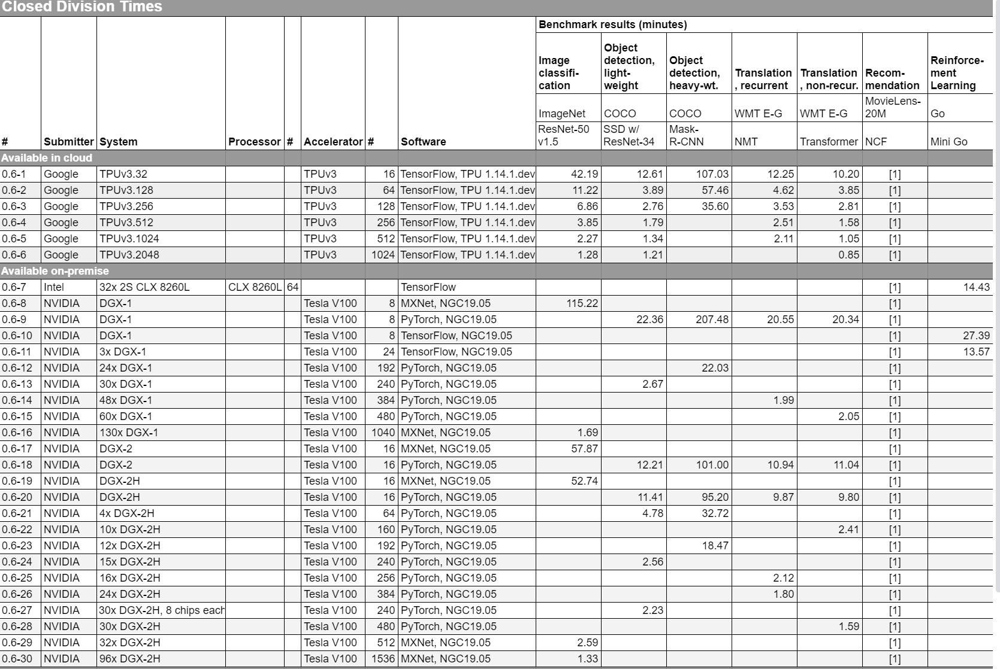 Closed Division Times
Benchmark results (minutes)
Image classifi-cation Object detection, light-weight Object detection, heavy-wt. Translation, recurrent Translation, non-recur. Recom-mendation Reinforce-ment Learning
ImageNet COCO COCO WMT E-G WMT E-G MovieLens-20M Go
# Submitter System Processor # Accelerator # Software ResNet-50 v1.5 SSD w/ ResNet-34 Mask-R-CNN NMT Transformer NCF Mini Go
Available in cloud
0.6-1 Google TPUv3.32 TPUv3 16 TensorFlow, TPU 1.14.1.dev 42.19 12.61 107.03 12.25 10.20 [1]
0.6-2 Google TPUv3.128 TPUv3 64 TensorFlow, TPU 1.14.1.dev 11.22 3.89 57.46 4.62 3.85 [1]
0.6-3 Google TPUv3.256 TPUv3 128 TensorFlow, TPU 1.14.1.dev 6.86 2.76 35.60 3.53 2.81 [1]
0.6-4 Google TPUv3.512 TPUv3 256 TensorFlow, TPU 1.14.1.dev 3.85 1.79 2.51 1.58 [1]
0.6-5 Google TPUv3.1024 TPUv3 512 TensorFlow, TPU 1.14.1.dev 2.27 1.34 2.11 1.05 [1]
0.6-6 Google TPUv3.2048 TPUv3 1024 TensorFlow, TPU 1.14.1.dev 1.28 1.21 0.85 [1]
Available on-premise
0.6-7 Intel 32x 2S CLX 8260L CLX 8260L 64 TensorFlow [1] 14.43
0.6-8 NVIDIA DGX-1 Tesla V100 8 MXNet, NGC19.05 115.22 [1]
0.6-9 NVIDIA DGX-1 Tesla V100 8 PyTorch, NGC19.05 22.36 207.48 20.55 20.34 [1]
0.6-10 NVIDIA DGX-1 Tesla V100 8 TensorFlow, NGC19.05 [1] 27.39
0.6-11 NVIDIA 3x DGX-1 Tesla V100 24 TensorFlow, NGC19.05 [1] 13.57
0.6-12 NVIDIA 24x DGX-1 Tesla V100 192 PyTorch, NGC19.05 22.03 [1]
0.6-13 NVIDIA 30x DGX-1 Tesla V100 240 PyTorch, NGC19.05 2.67 [1]
0.6-14 NVIDIA 48x DGX-1 Tesla V100 384 PyTorch, NGC19.05 1.99 [1]
0.6-15 NVIDIA 60x DGX-1 Tesla V100 480 PyTorch, NGC19.05 2.05 [1]
0.6-16 NVIDIA 130x DGX-1 Tesla V100 1040 MXNet, NGC19.05 1.69 [1]
0.6-17 NVIDIA DGX-2 Tesla V100 16 MXNet, NGC19.05 57.87 [1]
0.6-18 NVIDIA DGX-2 Tesla V100 16 PyTorch, NGC19.05 12.21 101.00 10.94 11.04 [1]
0.6-19 NVIDIA DGX-2H Tesla V100 16 MXNet, NGC19.05 52.74 [1]
0.6-20 NVIDIA DGX-2H Tesla V100 16 PyTorch, NGC19.05 11.41 95.20 9.87 9.80 [1]
0.6-21 NVIDIA 4x DGX-2H Tesla V100 64 PyTorch, NGC19.05 4.78 32.72 [1]
0.6-22 NVIDIA 10x DGX-2H Tesla V100 160 PyTorch, NGC19.05 2.41 [1]
0.6-23 NVIDIA 12x DGX-2H Tesla V100 192 PyTorch, NGC19.05 18.47 [1]
0.6-24 NVIDIA 15x DGX-2H Tesla V100 240 PyTorch, NGC19.05 2.56 [1]
0.6-25 NVIDIA 16x DGX-2H Tesla V100 256 PyTorch, NGC19.05 2.12 [1]
0.6-26 NVIDIA 24x DGX-2H Tesla V100 384 PyTorch, NGC19.05 1.80 [1]
0.6-27 NVIDIA 30x DGX-2H, 8 chips each Tesla V100 240 PyTorch, NGC19.05 2.23 [1]
0.6-28 NVIDIA 30x DGX-2H Tesla V100 480 PyTorch, NGC19.05 1.59 [1]
0.6-29 NVIDIA 32x DGX-2H Tesla V100 512 MXNet, NGC19.05 2.59 [1]
0.6-30 NVIDIA 96x DGX-2H Tesla V100 1536 MXNet, NGC19.05 1.33 [1]